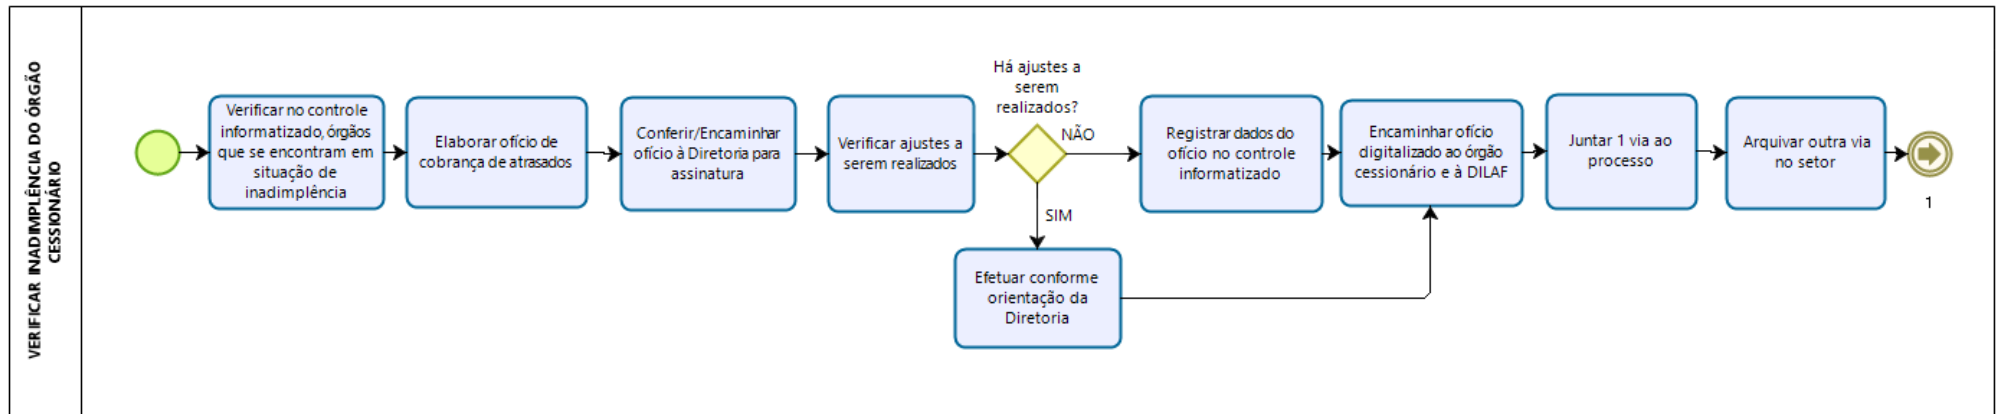 VERIFICAR INADIMPLÊNCIA DO ÓRGÃO
CESSIONÁRIO
Verificar no controle
informatizado, órgãos
que se encontram em
situação de
inadimplência
Elaborar ofício de
cobrança de atrasados
Conferir/Encaminhar
ofício à Diretoria para
assinatura
Verificar ajustes a
serem realizados
Há ajustes a
serem
realizados?
NÃO
SIM
Efetuar conforme
orientação da
Diretoria
Registrar dados do
ofício no controle
informatizado
Encaminhar ofício
digitalizado ao órgão
cessionário e à DILAF
Juntar 1 via ao
processo
Arquivar outra via
no setor
1